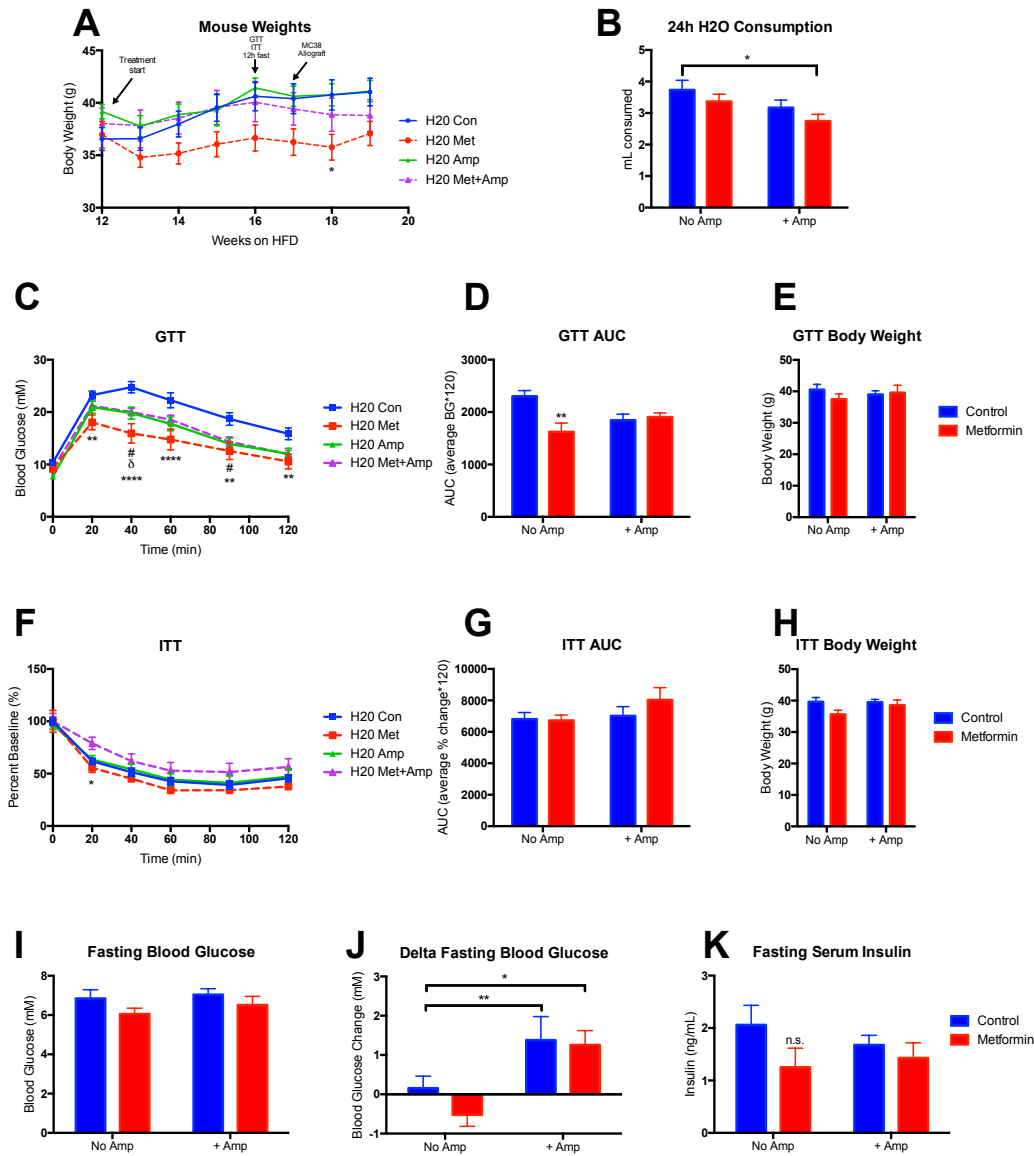 A
Mouse Weights
Treatment
start
GTT
ITT
12h fast
MC38
Allograft
Body Weight (g)
45
40
35
30
12
14
16
18
20
*
Weeks on HFD
H20 Con
H20 Met
H20 Amp
H20 Met+Amp
B
24h H2O Consumption
mL consumed
5
4
3
2
1
0
*
No Amp
+ Amp
C
GTT
Blood Glucose (mM)
30
20
10
0
**
#
δ
****
****
#
**
**
0
20
40
60
80
100
120
Time (min)
H20 Con
H20 Met
H20 Amp
H20 Met+Amp
D
GTT AUC
AUC (average BG*120)
3000
2000
1000
0
**
No Amp
+ Amp
E
GTT Body Weight
Body Weight (g)
50
40
30
20
10
0
No Amp
+ Amp
Control
Metformin
F
ITT
Percent Baseline (%)
150
100
50
0
*
0
20
40
60
80
100
120
Time (min)
H20 Con
H20 Met
H20 Amp
H20 Met+Amp
G
ITT AUC
AUC (average % change*120)
10000
8000
6000
4000
2000
0
No Amp
+ Amp
H
ITT Body Weight
Body Weight (g)
50
40
30
20
10
0
No Amp
+ Amp
Control
Metformin
I
Fasting Blood Glucose
Blood Glucose (mM)
8
6
4
2
0
No Amp
+ Amp
J
Delta Fasting Blood Glucose
Blood Glucose Change (mM)
3
2
1
0
-1
*
**
No Amp
+ Amp
K
Fasting Serum Insulin
Insulin (ng/mL)
3
2
1
0
n.s.
No Amp
+ Amp
Control
Metformin